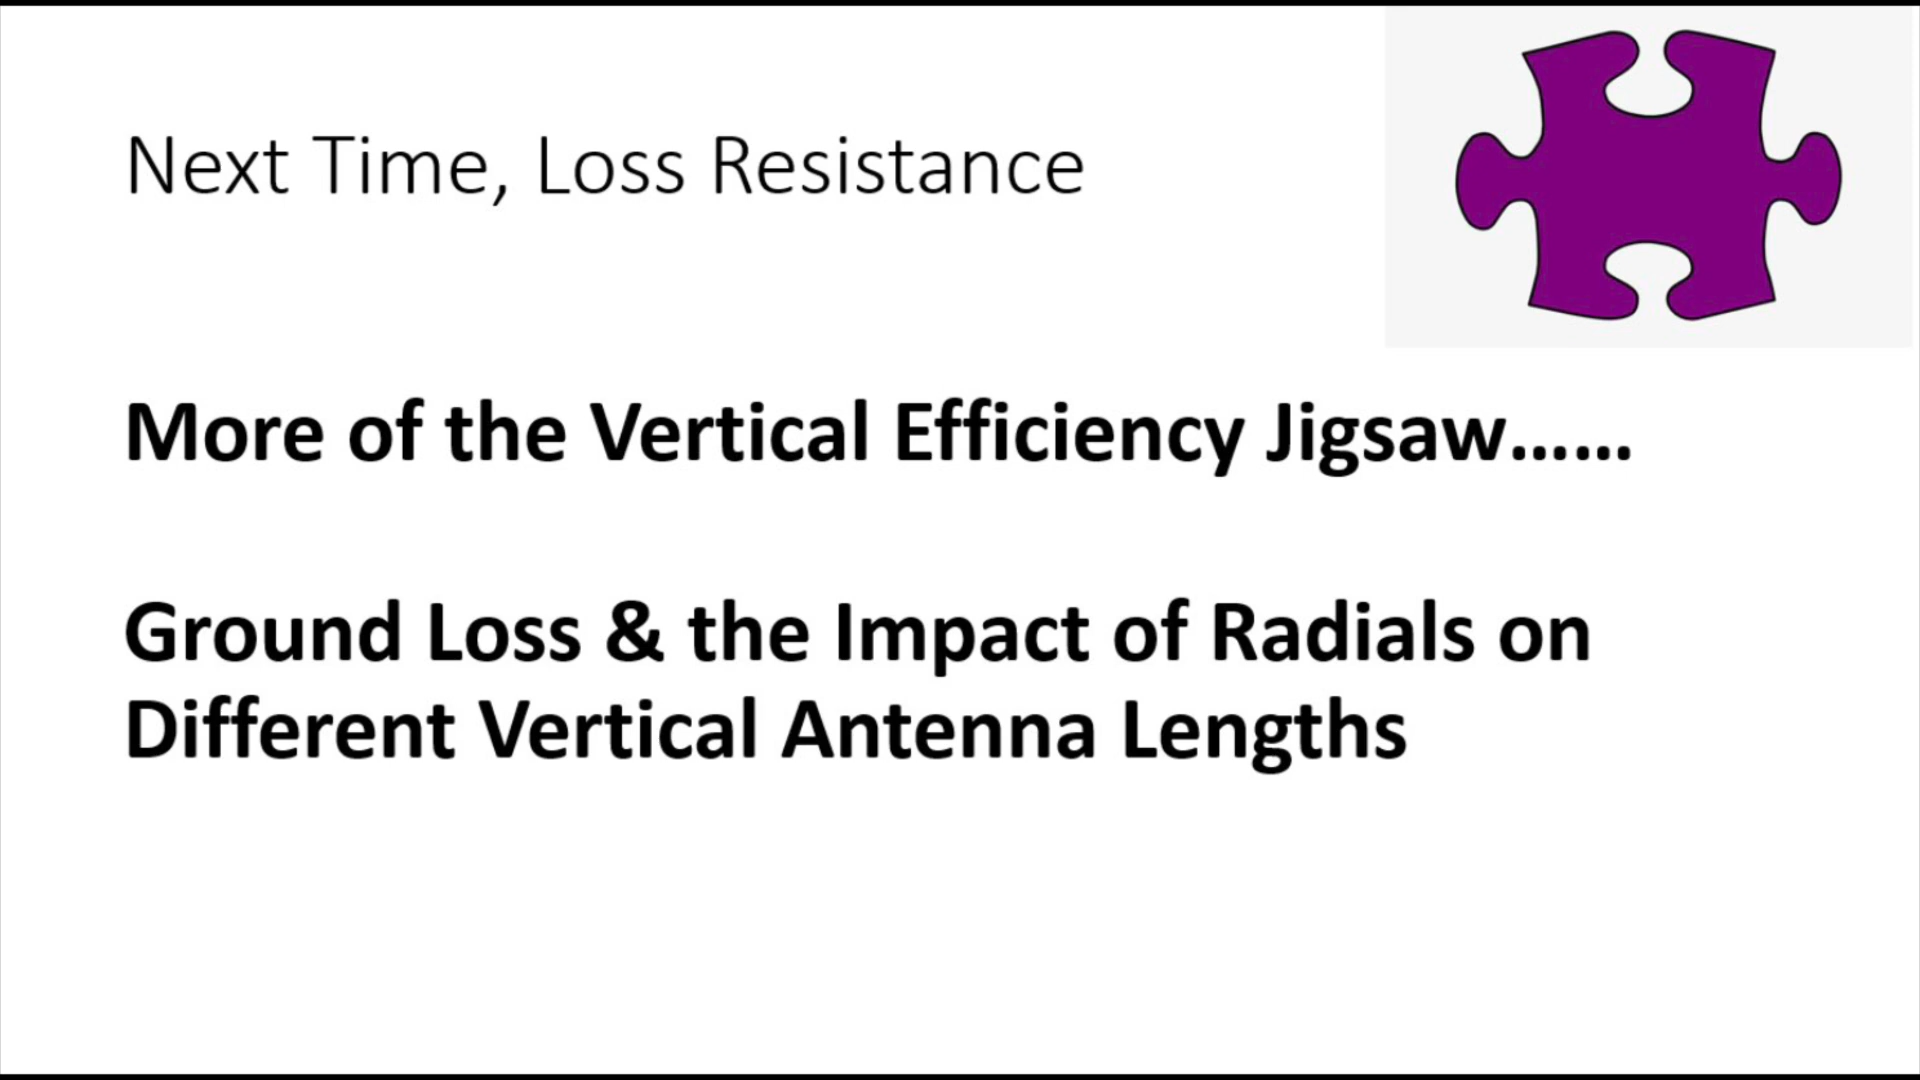 Next Time, Loss Resistance
More of the Vertical Efficiency Jigsaw......
Ground Loss & the Impact of Radials on
Different Vertical Antenna Lengths